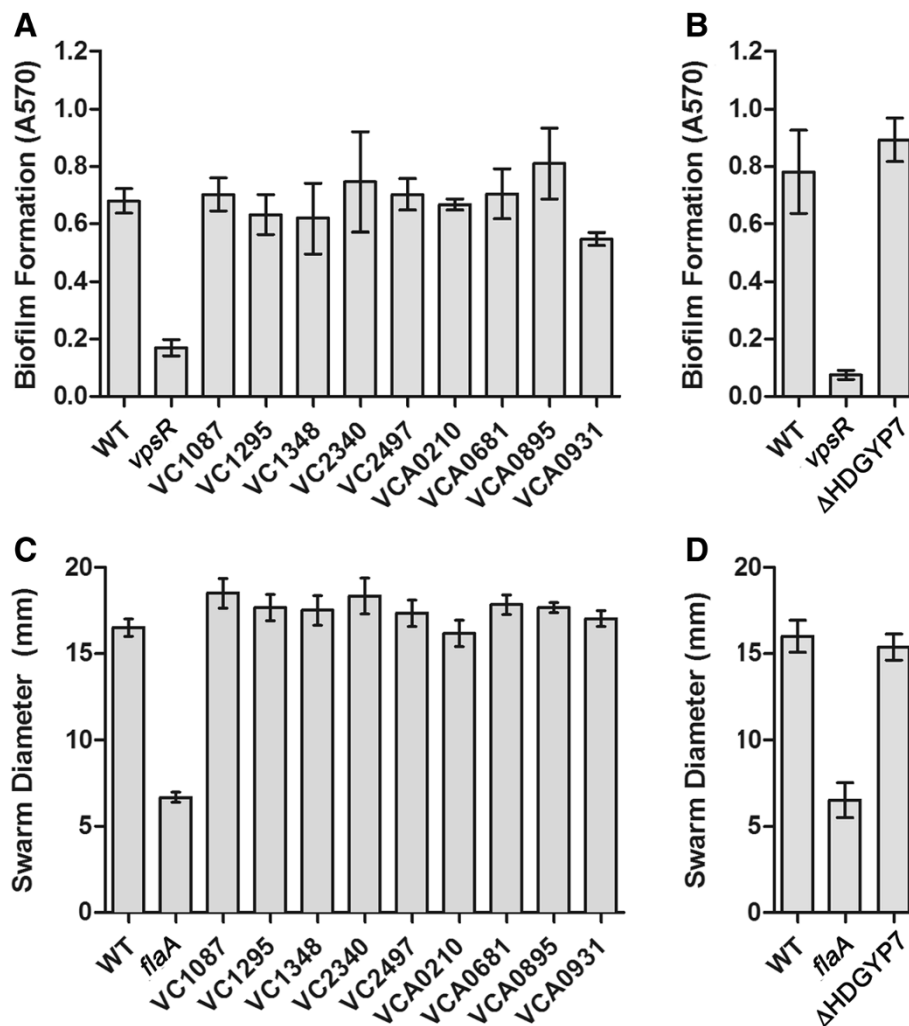 A
Biofilm Formation (A570)
1.2
1.0
0.8
0.6
0.4
0.2
0.0
WT
vpsR
VC1087
VC1295
VC1348
VC2340
VC2497
VCA0210
VCA0681
VCA0895
VCA0931
B
Biofilm Formation (A570)
1.2
1.0
0.8
0.6
0.4
0.2
0.0
WT
vpsR
ΔHDGYP7
C
Swarm Diameter (mm)
20
15
10
5
0
WT
flaA
VC1087
VC1295
VC1348
VC2340
VC2497
VCA0210
VCA0681
VCA0895
VCA0931
D
Swarm Diameter (mm)
20
15
10
5
0
WT
flaA
ΔHDGYP7